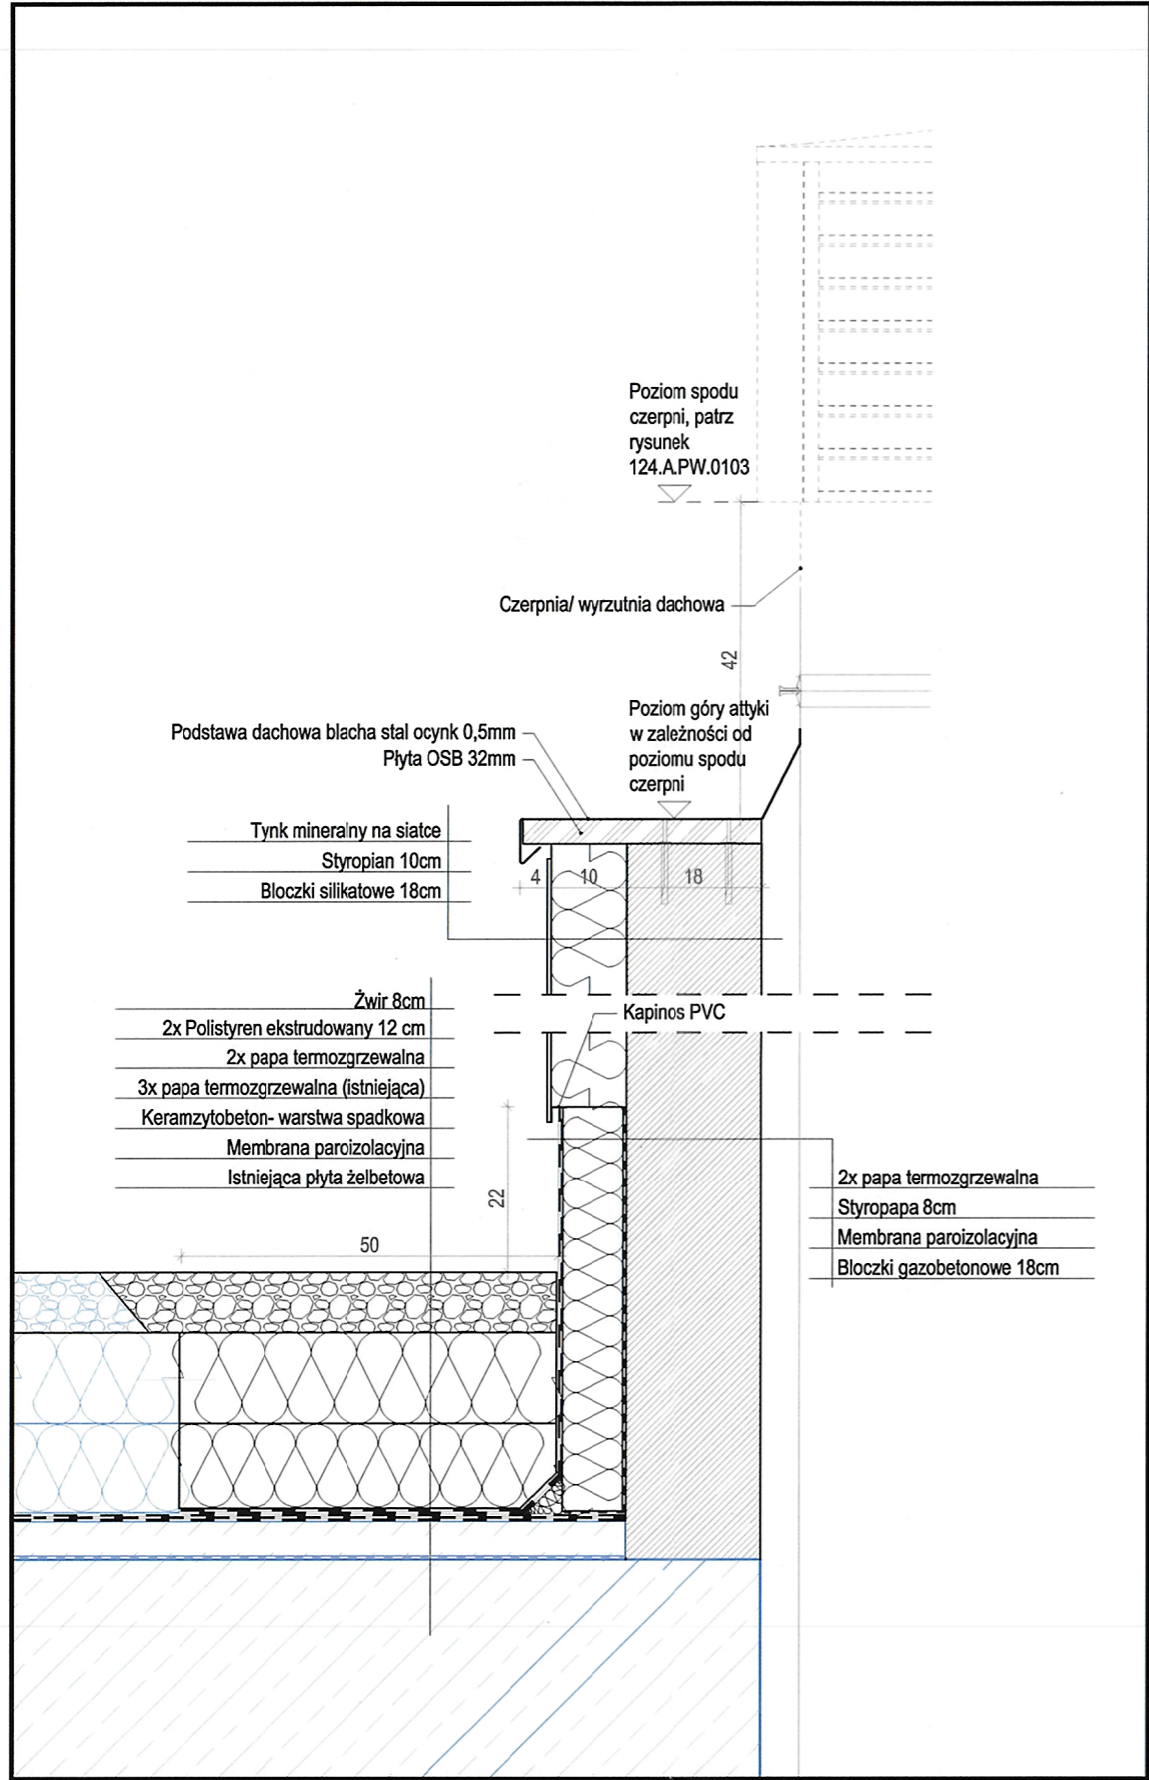 Poziom spodu
czerpni, patrz
rysunek
124.A.PW.0103
Czerpnia/ wyrzutnia dachowa
42
Poziom góry attyki
w zależności od
poziomu spodu
czerpni
Podstawa dachowa blacha stal ocynk 0,5mm
Płyta OSB 32mm
Tynk mineralny na siatce
Styropian 10cm
Bloczki silikatowe 18cm
4
10
18
Żwir 8cm
2x Polistyren ekstrudowany 12 cm
2x papa termozgrzewalna
3x papa termozgrzewalna (istniejąca)
Keramzytobeton- warstwa spadkowa
Membrana paroizolacyjna
Istniejąca płyta żelbetowa
Kapinos PVC
22
50
2x papa termozgrzewalna
Styropapa 8cm
Membrana paroizolacyjna
Bloczki gazobetonowe 18cm